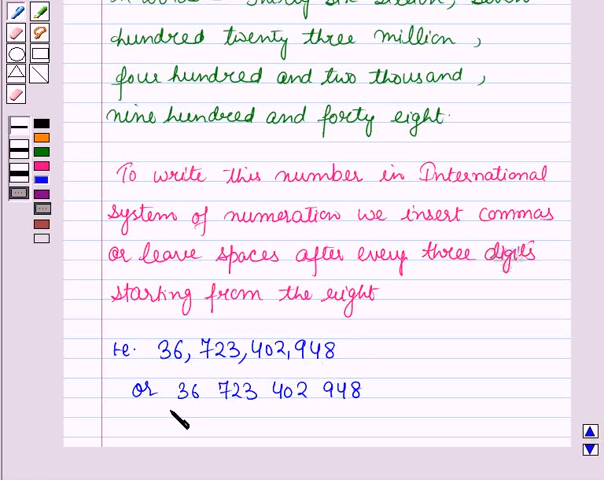 hundred twenty three million ,
four hundred and two thousand ,
nine hundred and forty eight.
To write this number in International
system of numeration we insert commas
or leave spaces after every three digits
starting from the right
ie. 36, 723, 402, 948
or 36 723 402 948